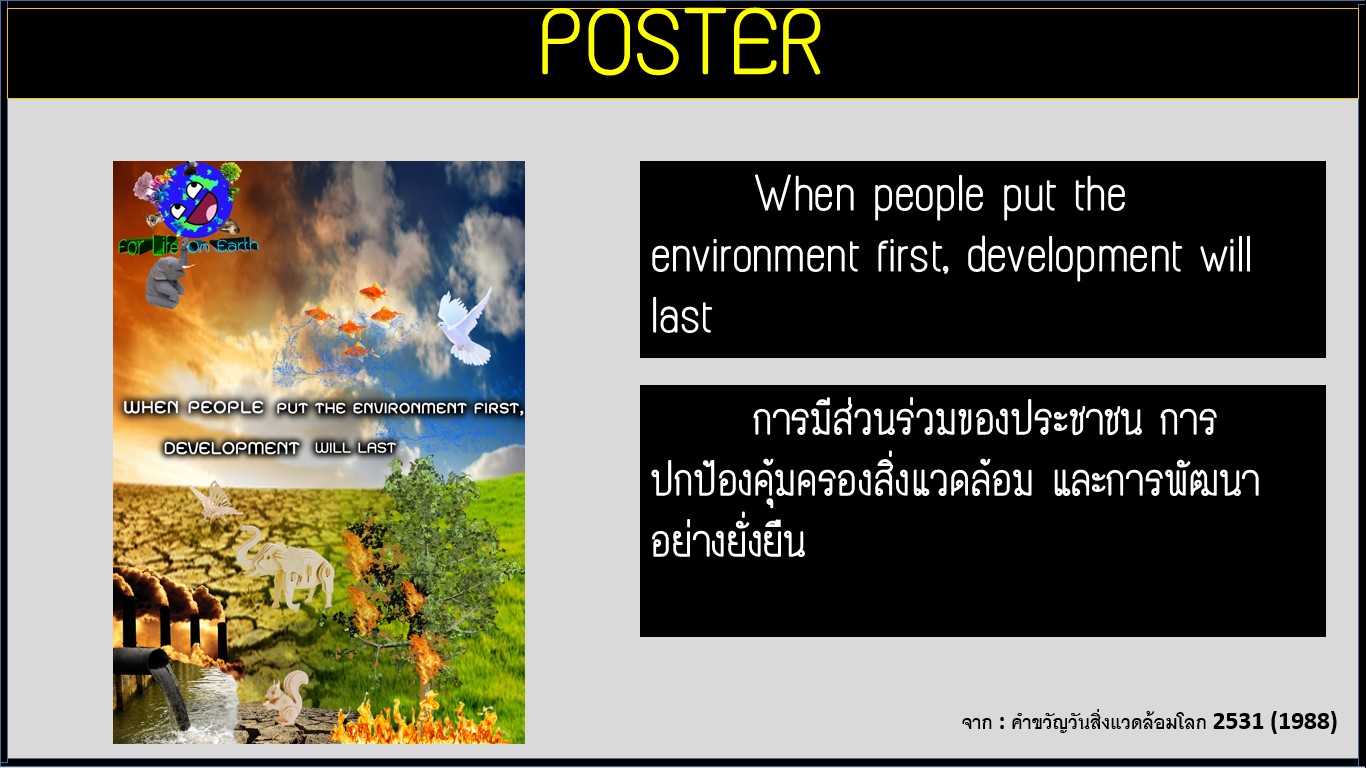 POSTER
for Life on Earth
WHEN PEOPLE PUT THE ENVIRONMENT FIRST,
DEVELOPMENT WILL LAST
When people put the
environment first, development will
last
การมีส่วนร่วมของประชาชน การ
ปกป้องคุ้มครองสิ่งแวดล้อม และการพัฒนา
อย่างยั่งยืน
จาก : คำขวัญวันสิ่งแวดล้อมโลก 2531 (1988)